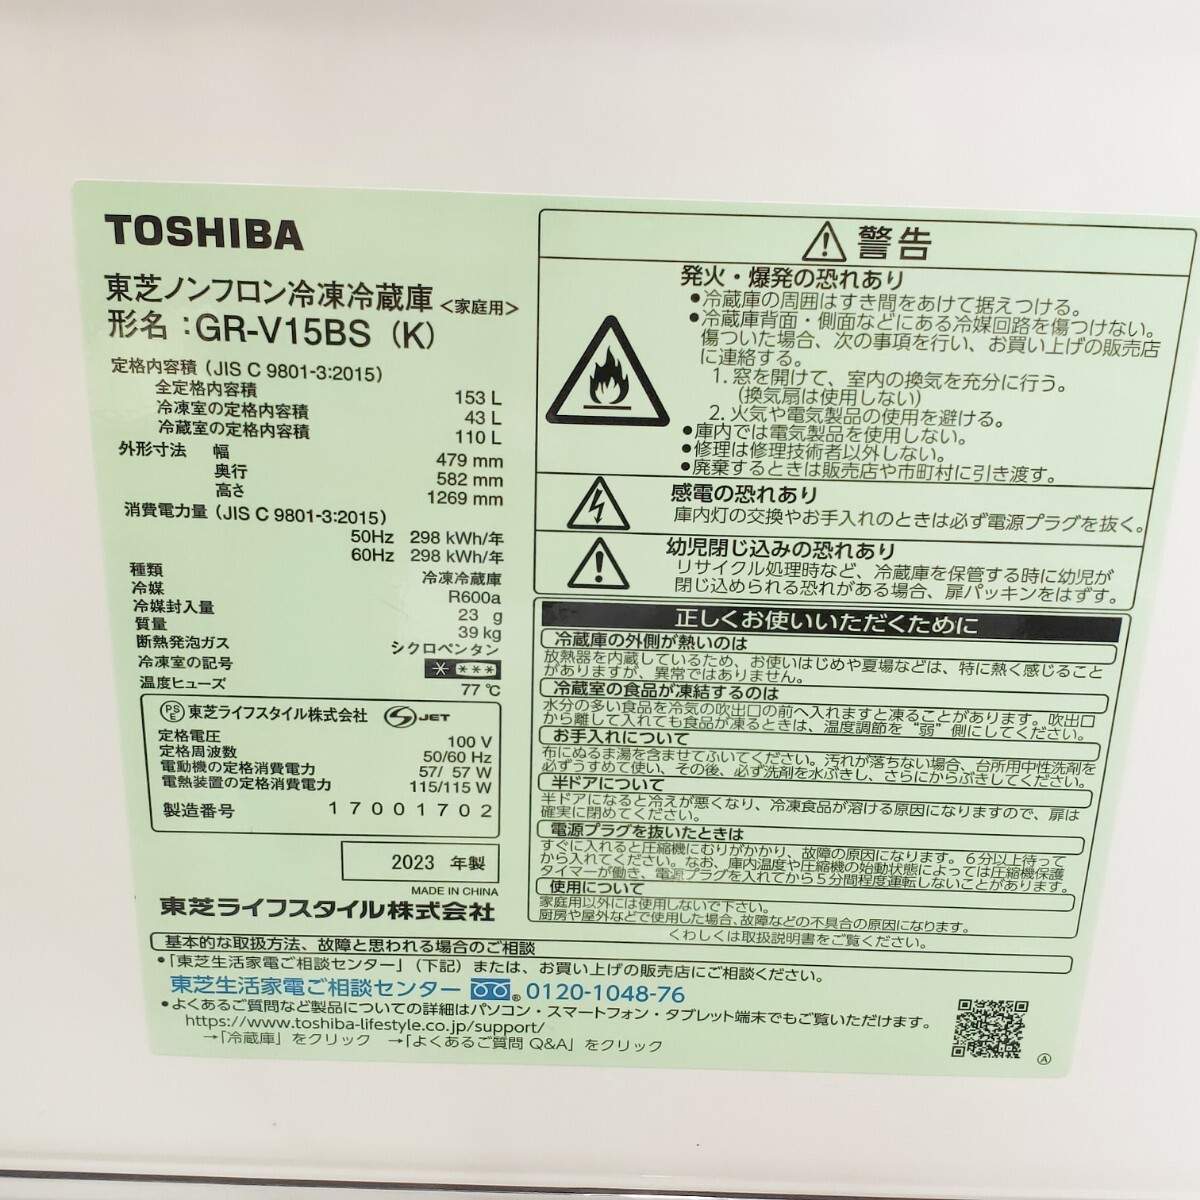 TOSHIBA
東芝ノンフロン冷凍冷蔵庫<家庭用>
形名：GR-V15BS (K)
定格内容積（JIS C 9801-3:2015）
全定格内容積 153 L
冷凍室の定格内容積 43 L
冷蔵室の定格内容積 110 L
外形寸法 幅 479 mm
奥行 582 mm
高さ 1269 mm
消費電力量（JIS C 9801-3:2015）
50Hz 298 kWh/年
60Hz 298 kWh/年
種類 冷凍冷蔵庫
冷媒 R600a
冷媒封入量 23 g
質量 39 kg
断熱発泡ガス シクロペンタン
冷凍室の記号
温度ヒューズ 77 ℃
PSE 東芝ライフスタイル株式会社 JET
定格電圧 100 V
定格周波数 50/60 Hz
電動機の定格消費電力 57/ 57 W
電熱装置の定格消費電力 115/115 W
製造番号 17001702
2023 年製
MADE IN CHINA
東芝ライフスタイル株式会社
警告
発火・爆発の恐れあり
●冷蔵庫の周囲はすき間をあけて据えつける。
●冷蔵庫背面・側面などにある冷媒回路を傷つけない。
傷ついた場合、次の事項を行い、お買い上げの販売店
に連絡する。
1. 窓を開けて、室内の換気を充分に行う。
（換気扇は使用しない）
2. 火気や電気製品の使用を避ける。
●庫内では電気製品を使用しない。
●修理は修理技術者以外しない。
●廃棄するときは販売店や市町村に引き渡す。
感電の恐れあり
庫内灯の交換やお手入れのときは必ず電源プラグを抜く。
幼児閉じ込みの恐れあり
リサイクル処理時など、冷蔵庫を保管する時に幼児が
閉じ込められる恐れがある場合、扉パッキンをはずす。
正しくお使いいただくために
冷蔵庫の外側が熱いのは
放熱器を内蔵しているため、お使いはじめや夏場などは、特に熱く感じること
がありますが、異常ではありません。
冷蔵室の食品が凍結するのは
水分の多い食品を冷気の吹出口の前へ入れますと凍ることがあります。吹出口
から離して入れても食品が凍るときは、温度調節を“弱”側にしてください。
お手入れについて
布にぬるま湯を含ませてふいてください。汚れが落ちない場合、台所用中性洗剤を
必ずうすめて使い、その後、必ず洗剤を水ぶきし、さらにからぶきしてください。
半ドアについて
半ドアになると冷えが悪くなり、冷凍食品が溶ける原因になりますので、扉は
確実に閉めてください。
電源プラグを抜いたときは
すぐに入れると圧縮機にむりがかかり、故障の原因になります。６分以上待って
から入れてください。なお、庫内温度や圧縮機の始動状態によっては圧縮機保護
タイマーが働き、電源プラグを入れてから５分間程度運転しないことがあります。
使用について
家庭用以外には使用しないで下さい。
厨房や屋外などで使用した場合、故障などの不具合の原因になります。
くわしくは取扱説明書をご覧ください。
基本的な取扱方法、故障と思われる場合のご相談
●「東芝生活家電ご相談センター」（下記）または、お買い上げの販売店にご相談ください。
東芝生活家電ご相談センター ® 0120-1048-76
●よくあるご質問など製品についての詳細はパソコン・スマートフォン・タブレット端末でもご覧いただけます。
https://www.toshiba-lifestyle.co.jp/support/
→「冷蔵庫」をクリック →「よくあるご質問 Q&A」をクリック
Ⓐ